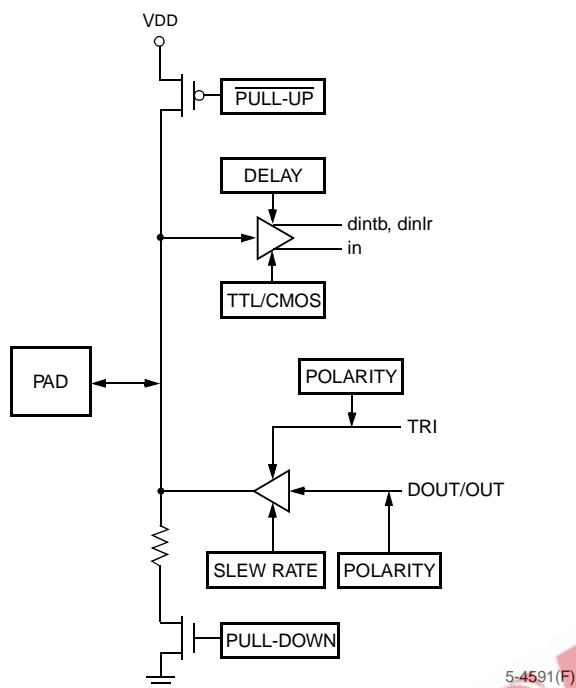 VDD
PULL-UP
DELAY
dintb, dinlr
in
TTL/CMOS
PAD
POLARITY
TRI
DOUT/OUT
SLEW RATE
POLARITY
PULL-DOWN
5-4591(F)